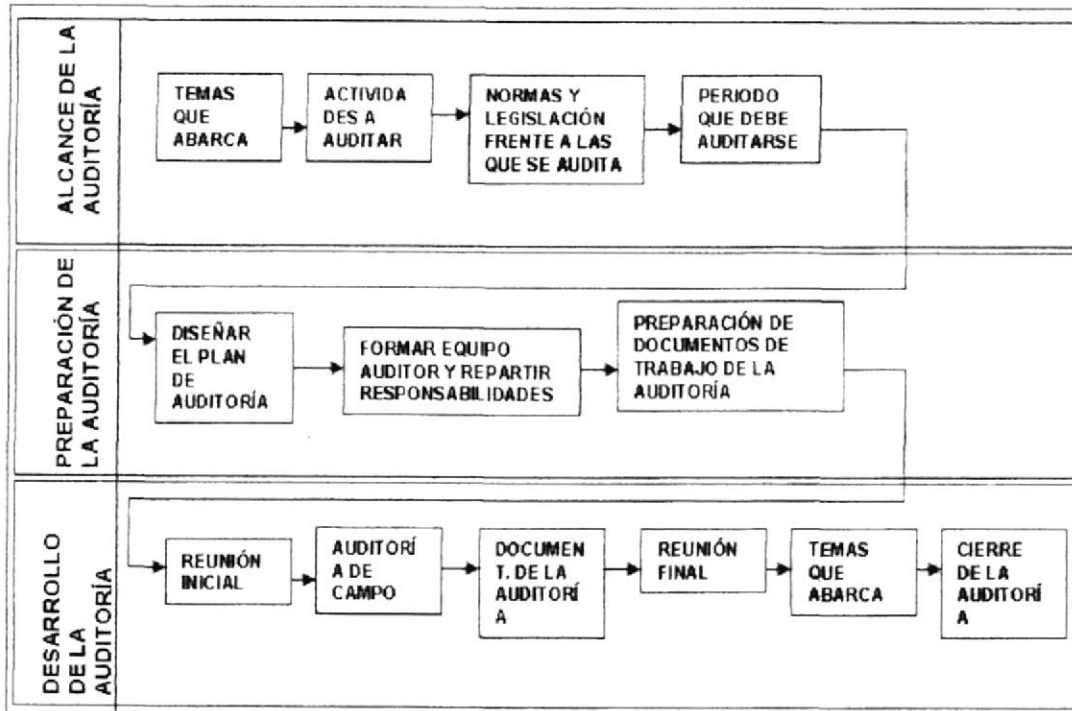 ALCANCE DE LA
AUDITORÍA
TEMAS
QUE
ABARCA
ACTIVIDA
DES A
AUDITAR
NORMAS Y
LEGISLACIÓN
FRENTE A LAS
QUE SE AUDITA
PERIODO
QUE DEBE
AUDITARSE
PREPARACIÓN DE
LA AUDITORÍA
DISEÑAR
EL PLAN
DE
AUDITORÍA
FORMAR EQUIPO
AUDITOR Y REPARTIR
RESPONSABILIDADES
PREPARACIÓN DE
DOCUMENTOS DE
TRABAJO DE LA
AUDITORÍA
DESARROLLO
DE LA
AUDITORÍA
REUNIÓN
INICIAL
AUDITORÍ
A DE
CAMPO
DOCUMEN
T. DE LA
AUDITORÍ
A
REUNIÓN
FINAL
TEMAS
QUE
ABARCA
CIERRE
DE LA
AUDITORÍ
A